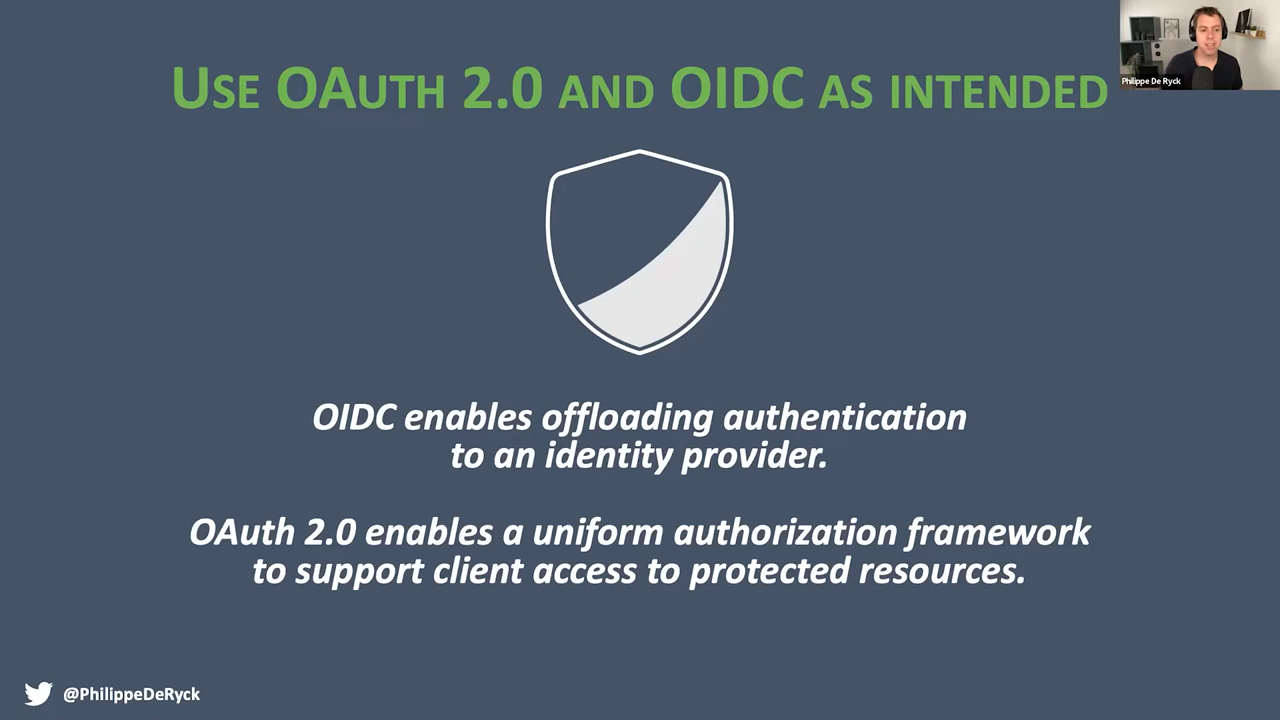 USE OAUTH 2.0 AND OIDC AS INTENDED
Philippe De Ryck
OIDC enables offloading authentication
to an identity provider.
OAuth 2.0 enables a uniform authorization framework
to support client access to protected resources.
@PhilippeDeRyck